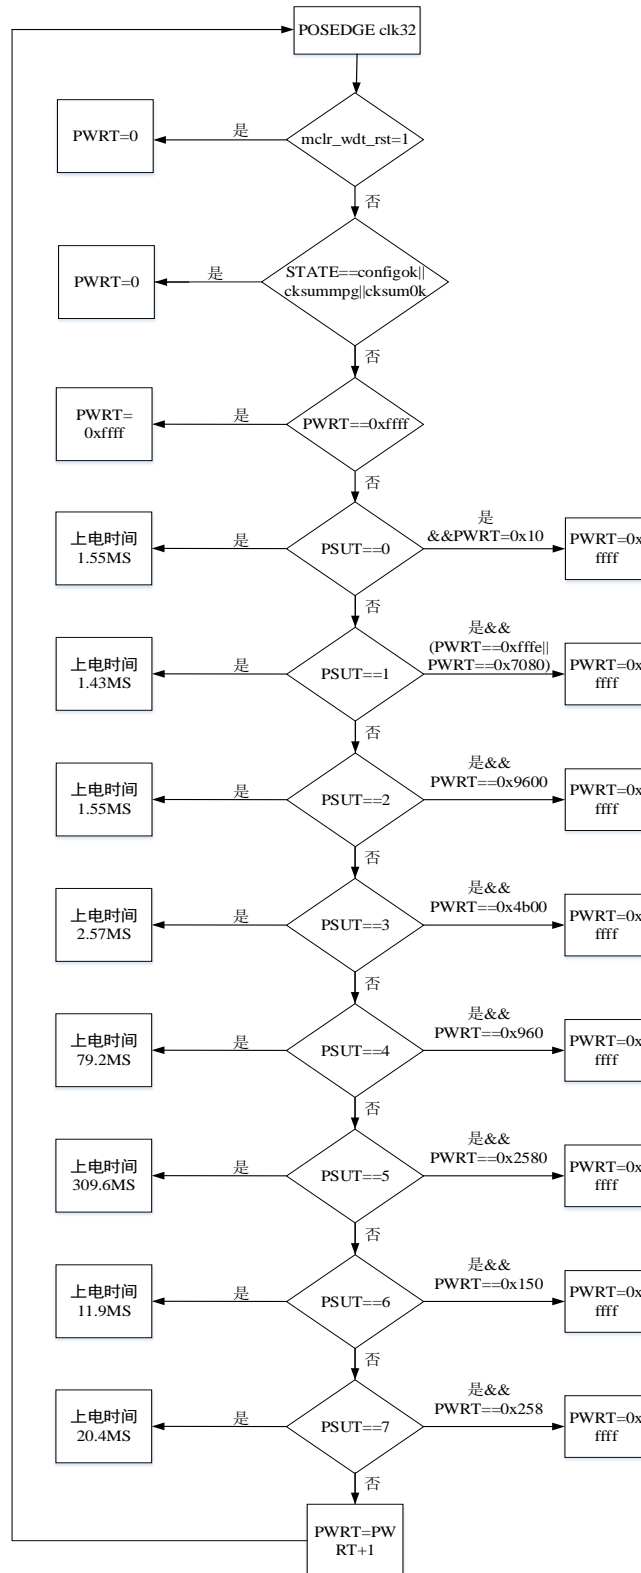 POSEDGE clk32
mclr_wdt_rst=1
是
PWRT=0
否
STATE==configok||
cksummpg||cksum0k
是
PWRT=0
否
PWRT==0xffff
是
PWRT=
0xffff
否
PSUT==0
是
上电时间
1.55MS
是
&&PWRT=0x10
PWRT=0x
ffff
否
PSUT==1
是
上电时间
1.43MS
是&&
(PWRT==0xfffe||
PWRT==0x7080)
PWRT=0x
ffff
否
PSUT==2
是
上电时间
1.55MS
是&&
PWRT==0x9600
PWRT=0x
ffff
否
PSUT==3
是
上电时间
2.57MS
是&&
PWRT==0x4b00
PWRT=0x
ffff
否
PSUT==4
是
上电时间
79.2MS
是&&
PWRT==0x960
PWRT=0x
ffff
否
PSUT==5
是
上电时间
309.6MS
是&&
PWRT==0x2580
PWRT=0x
ffff
否
PSUT==6
是
上电时间
11.9MS
是&&
PWRT==0x150
PWRT=0x
ffff
否
PSUT==7
是
上电时间
20.4MS
是&&
PWRT==0x258
PWRT=0x
ffff
否
PWRT=PW
RT+1